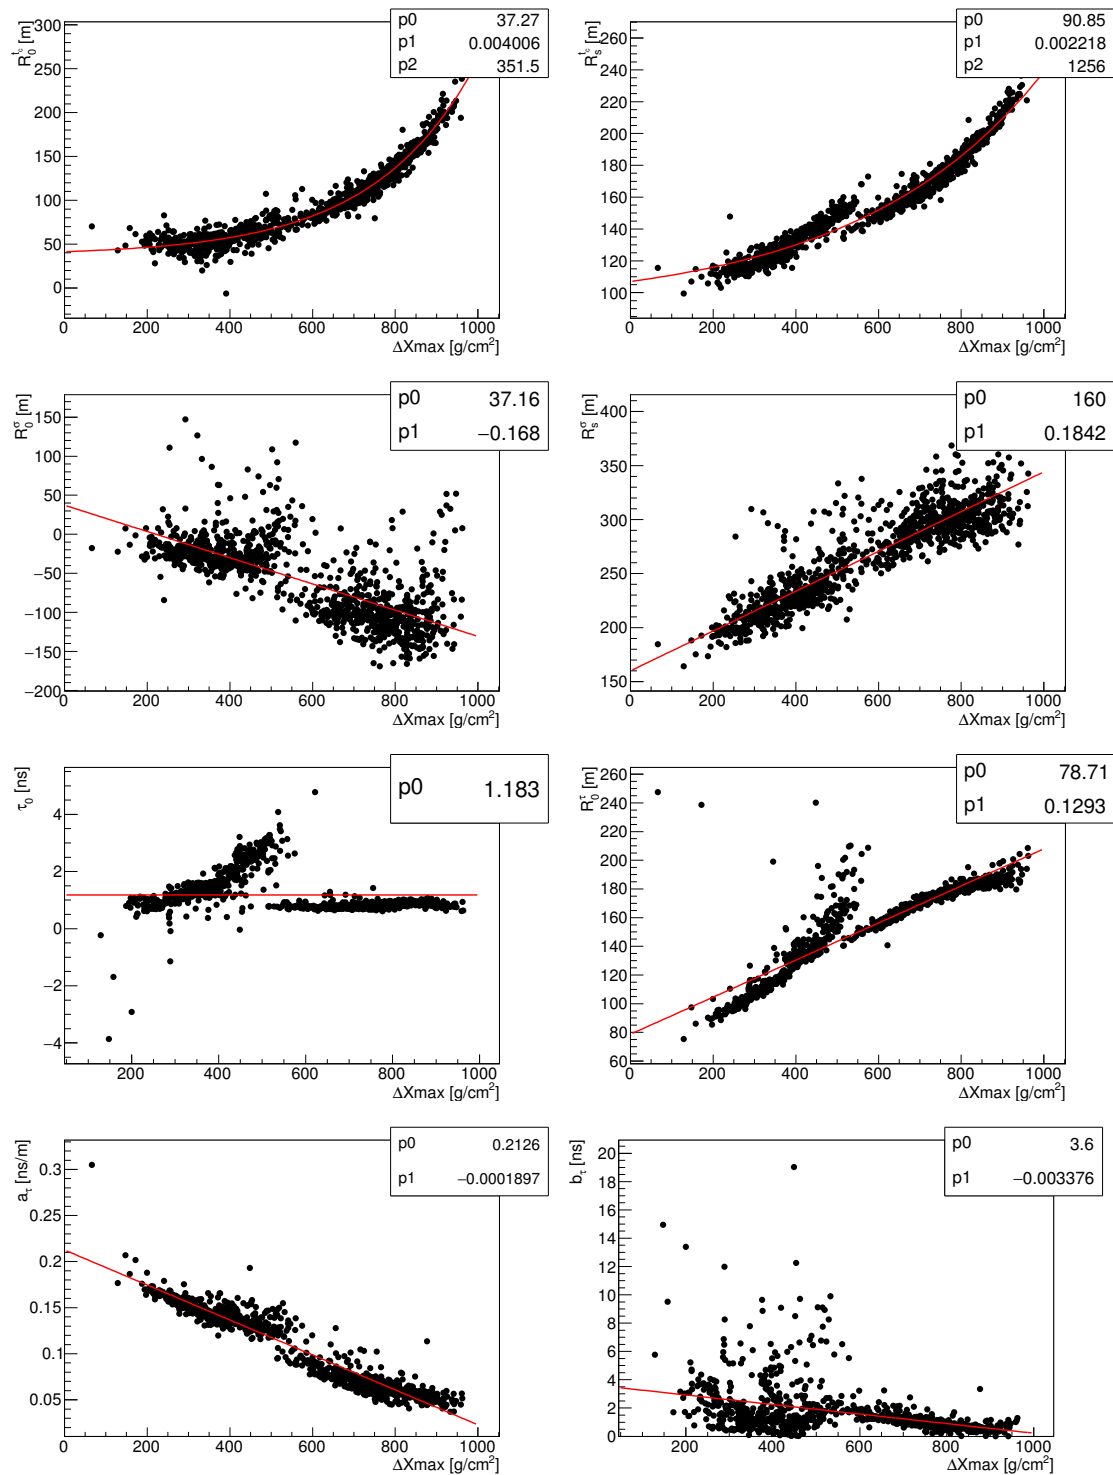 R₀^tc [m]
300
250
200
150
100
50
0
0 200 400 600 800 1000
ΔXmax [g/cm²]
p0 37.27
p1 0.004006
p2 351.5
Rₛ^tc [m]
260
240
220
200
180
160
140
120
100
0 200 400 600 800 1000
ΔXmax [g/cm²]
p0 90.85
p1 0.002218
p2 1256
R₀^σ [m]
150
100
50
0
−50
−100
−150
−200
0 200 400 600 800 1000
ΔXmax [g/cm²]
p0 37.16
p1 −0.168
Rₛ^σ [m]
400
350
300
250
200
150
0 200 400 600 800 1000
ΔXmax [g/cm²]
p0 160
p1 0.1842
τ₀ [ns]
4
2
0
−2
−4
200 400 600 800 1000
ΔXmax [g/cm²]
p0 1.183
R₀^τ [m]
260
240
220
200
180
160
140
120
100
80
60
0 200 400 600 800 1000
ΔXmax [g/cm²]
p0 78.71
p1 0.1293
a_τ [ns/m]
0.3
0.25
0.2
0.15
0.1
0.05
0 200 400 600 800 1000
ΔXmax [g/cm²]
p0 0.2126
p1 −0.0001897
b_τ [ns]
20
18
16
14
12
10
8
6
4
2
0
200 400 600 800 1000
ΔXmax [g/cm²]
p0 3.6
p1 −0.003376